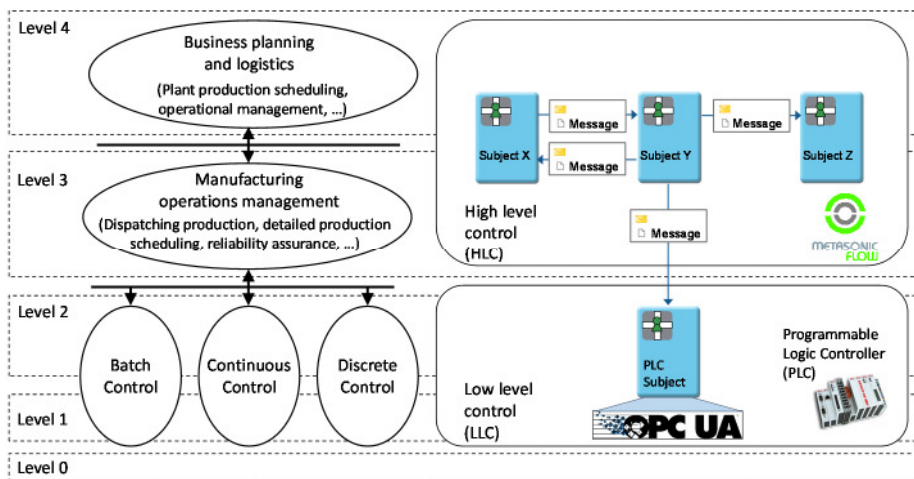 Level 4
Business planning
and logistics
(Plant production scheduling,
operational management, ...)
Level 3
Manufacturing
operations management
(Dispatching production, detailed production
scheduling, reliability assurance, ...)
Level 2
Batch
Control
Continuous
Control
Discrete
Control
Level 1
Level 0
Subject X
Message
Message
Subject Y
Message
Subject Z
Message
High level
control
(HLC)
METASONIC
FLOW
PLC
Subject
OPC UA
Low level
control
(LLC)
Programmable
Logic Controller
(PLC)